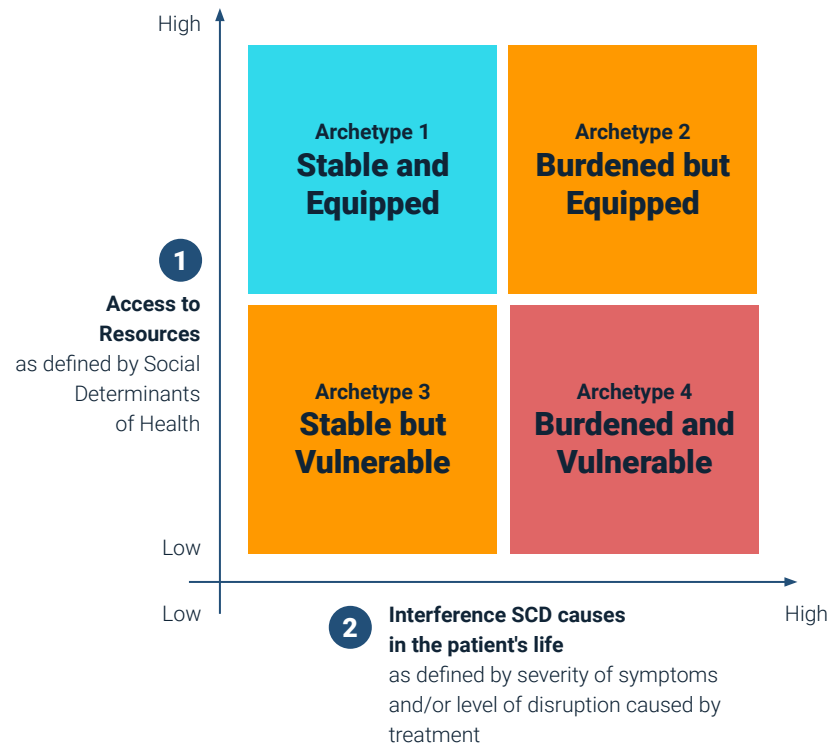 High
Archetype 1
Stable and
Equipped
Archetype 2
Burdened but
Equipped
1
Access to
Resources
as defined by Social
Determinants
of Health
Archetype 3
Stable but
Vulnerable
Archetype 4
Burdened and
Vulnerable
Low
Low
High
2
Interference SCD causes
in the patient's life
as defined by severity of symptoms
and/or level of disruption caused by
treatment